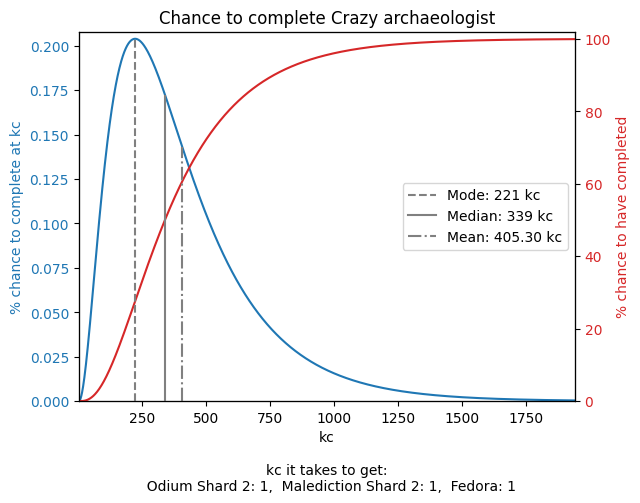 Chance to complete Crazy archaeologist
% chance to complete at kc
0.200
0.175
0.150
0.125
0.100
0.075
0.050
0.025
0.000
100
80
60
40
20
0
% chance to have completed
Mode: 221 kc
Median: 339 kc
Mean: 405.30 kc
250 500 750 1000 1250 1500 1750
kc
kc it takes to get:
Odium Shard 2: 1,  Malediction Shard 2: 1,  Fedora: 1